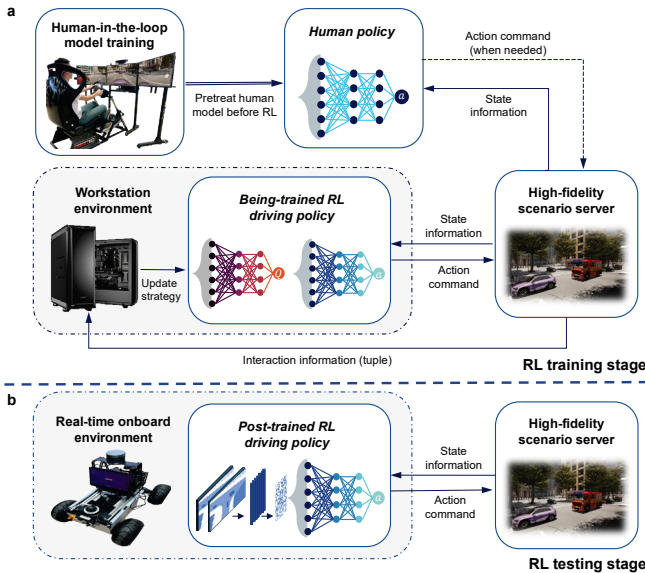 a
Human-in-the-loop
model training
Human policy
a
Pretreat human
model before RL
Action command
(when needed)
State
information
Workstation
environment
Update
strategy
Being-trained RL
driving policy
Q
a
State
information
Action
command
High-fidelity
scenario server
Interaction information (tuple)
RL training stage
b
Real-time onboard
environment
Post-trained RL
driving policy
a
State
information
Action
command
High-fidelity
scenario server
RL testing stage